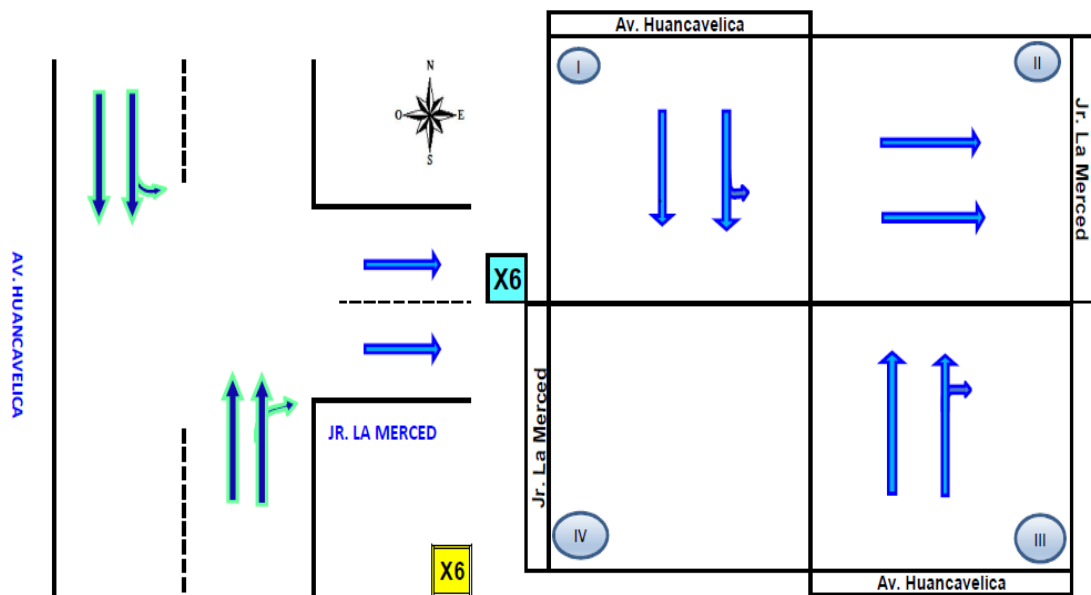 AV. HUANCAVELICA
N
O
E
S
JR. LA MERCED
X6
X6
Av. Huancavelica
I
II
Jr. La Merced
Jr. La Merced
IV
III
Av. Huancavelica